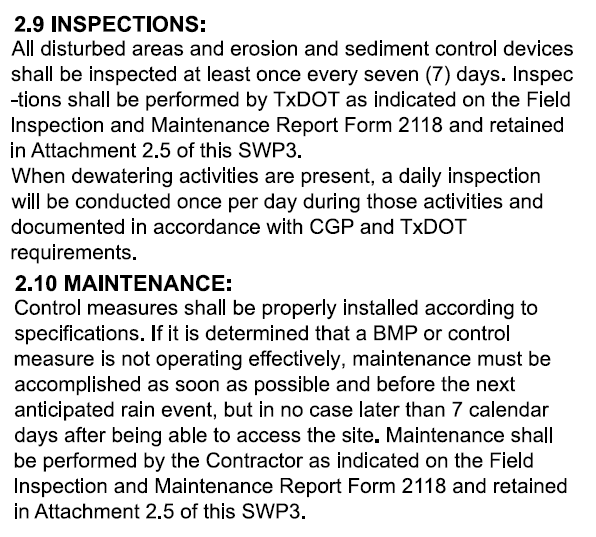 2.9 INSPECTIONS:
All disturbed areas and erosion and sediment control devices
shall be inspected at least once every seven (7) days. Inspec
-tions shall be performed by TxDOT as indicated on the Field
Inspection and Maintenance Report Form 2118 and retained
in Attachment 2.5 of this SWP3.
When dewatering activities are present, a daily inspection
will be conducted once per day during those activities and
documented in accordance with CGP and TxDOT
requirements.
2.10 MAINTENANCE:
Control measures shall be properly installed according to
specifications. If it is determined that a BMP or control
measure is not operating effectively, maintenance must be
accomplished as soon as possible and before the next
anticipated rain event, but in no case later than 7 calendar
days after being able to access the site. Maintenance shall
be performed by the Contractor as indicated on the Field
Inspection and Maintenance Report Form 2118 and retained
in Attachment 2.5 of this SWP3.